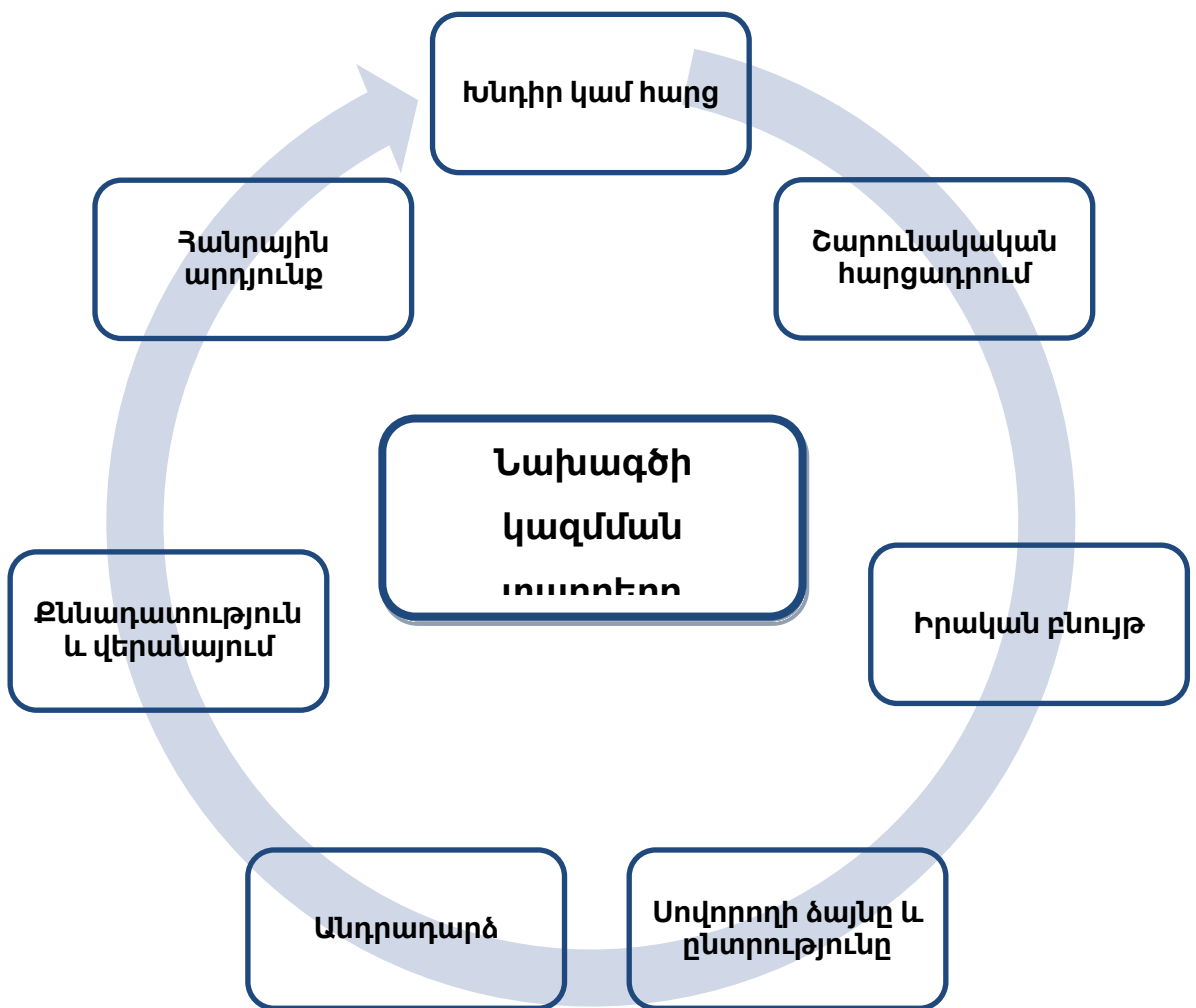 Խնդիր կամ հարց
Շարունակական
հարցադրում
Իրական բնույթ
Սովորողի ձայնը և
ընտրությունը
Անդրադարձ
Քննադատություն
և վերանայում
Հանրային
արդյունք
Նախագծի
կազմման